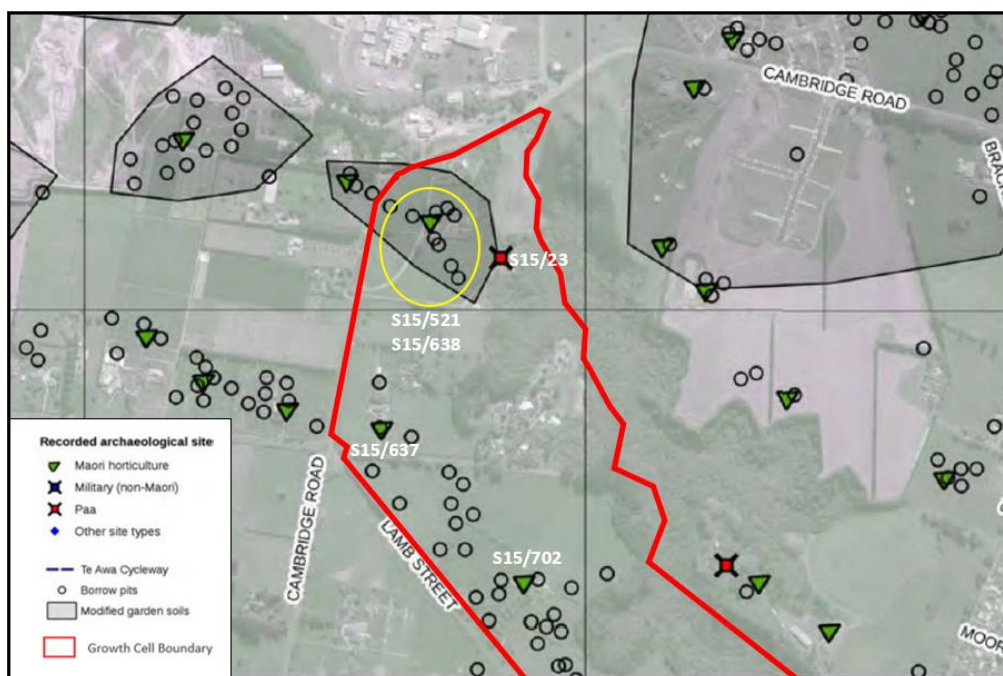 CAMBRIDGE ROAD
S15/23
S15/521
S15/638
S15/637
CAMBRIDGE ROAD
LAMB STREET
S15/702
MOOR
Recorded archaeological site
Maori horticulture
Military (non-Maori)
Paa
Other site types
Te Awa Cycleway
Borrow pits
Modified garden soils
Growth Cell Boundary